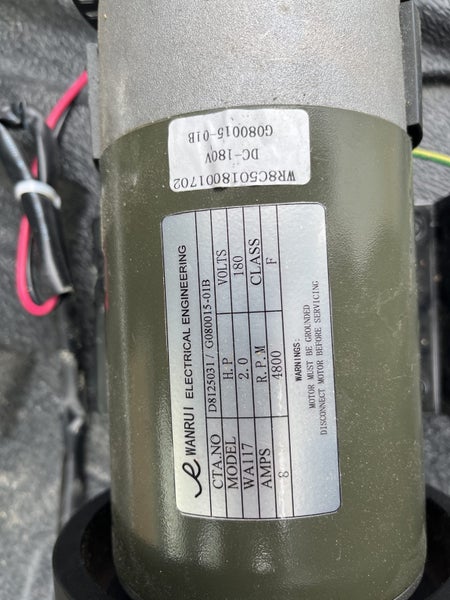 G080015-01B
DC-180V
WR8C5018001702
WANRUI ELECTRICAL ENGINEERING
CTA.NO D8125031 / G080015-01B
MODEL H.P VOLTS
WA117 2.0 180
AMPS R.P.M CLASS
8 4800 F
WARNINGS:
MOTOR MUST BE GROUNDED
DISCONNECT MOTOR BEFORE SERVICING